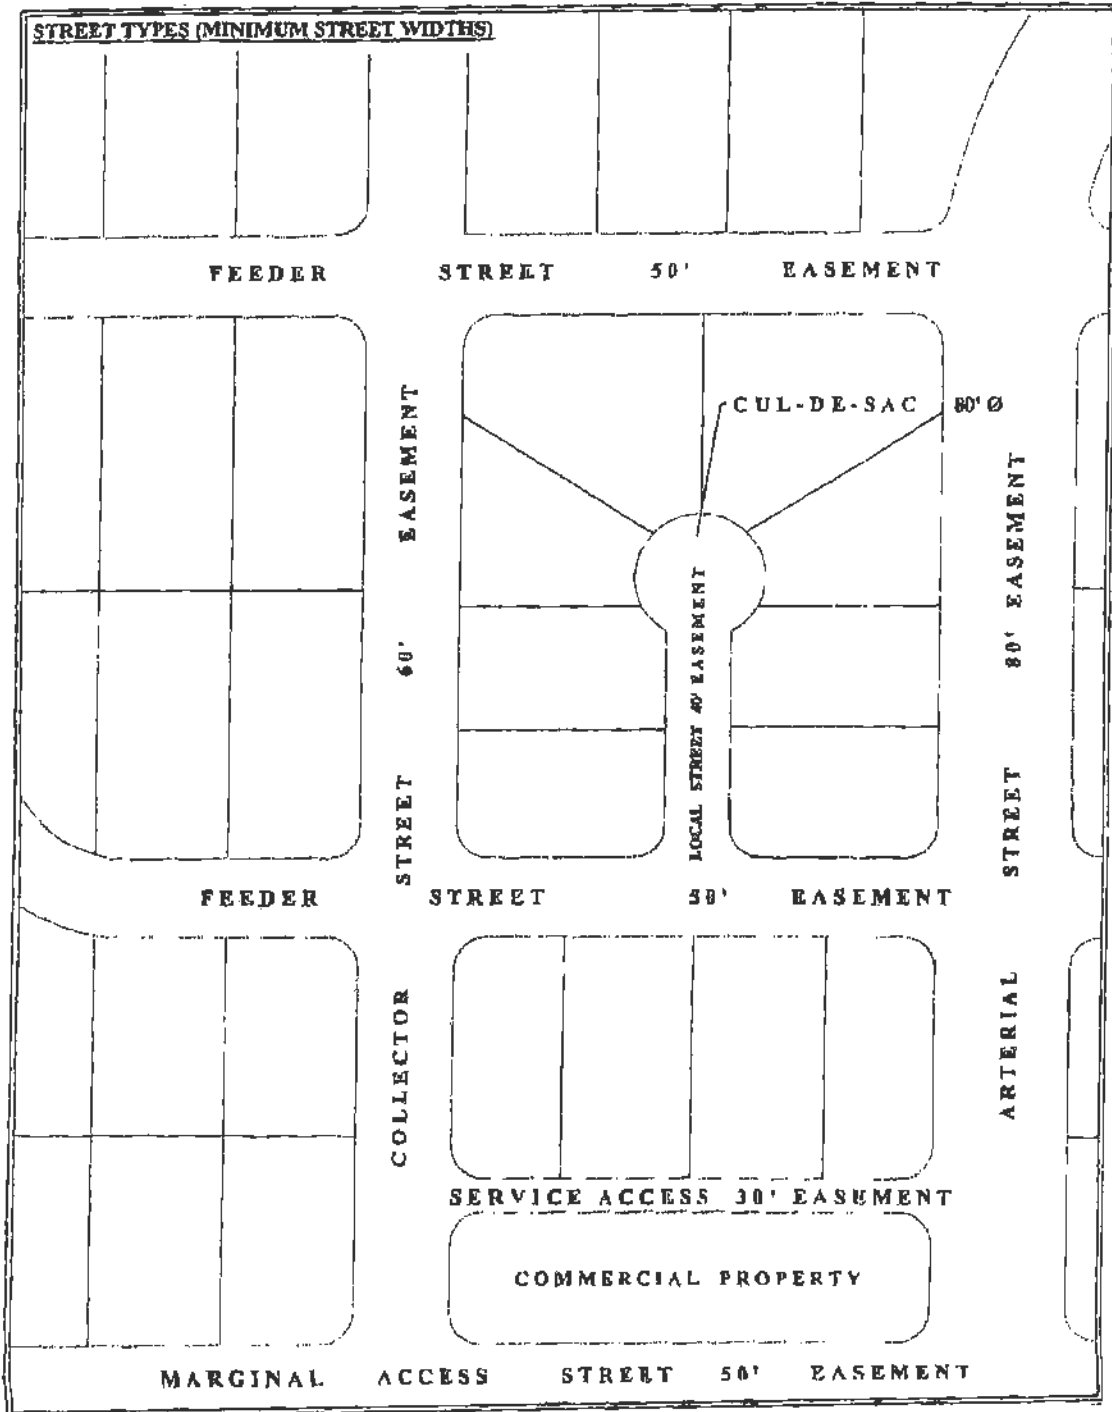 STREET TYPES (MINIMUM STREET WIDTHS)
FEEDER STREET 50' EASEMENT
CUL-DE-SAC 80' Ø
COLLECTOR STREET 60' EASEMENT
LOCAL STREET 40' EASEMENT
ARTERIAL STREET 80' EASEMENT
FEEDER STREET 50' EASEMENT
SERVICE ACCESS 30' EASEMENT
COMMERCIAL PROPERTY
MARGINAL ACCESS STREET 50' EASEMENT